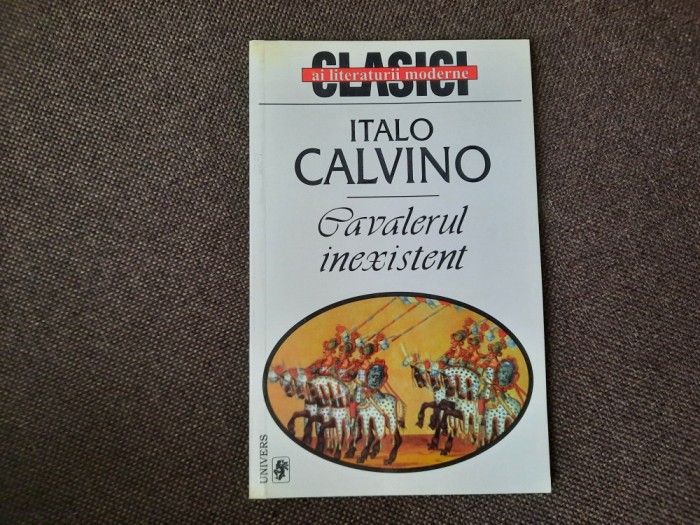 CLASICI
ai literaturii moderne
ITALO
CALVINO
Cavalerul
inexistent
UNIVERS